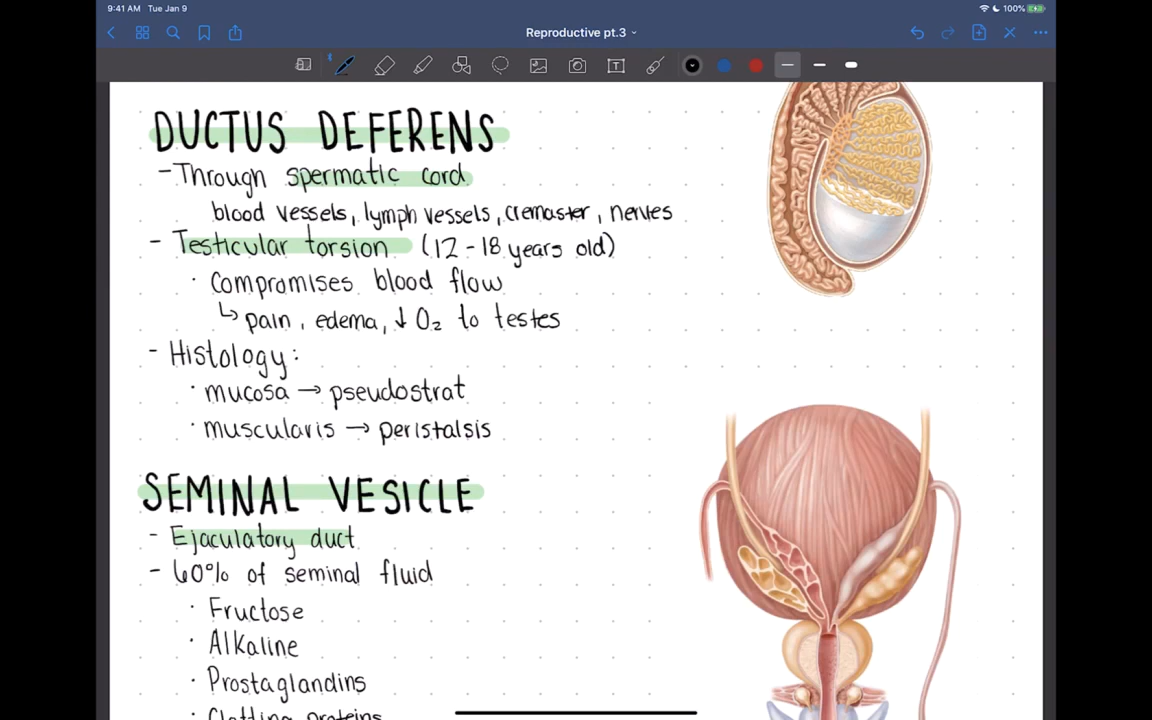 9:41 AM Tue Jan 9
100%
Reproductive pt.3
DUCTUS DEFERENS
- Through spermatic cord
blood vessels, lymph vessels, cremaster, nerves
- Testicular torsion (12-18 years old)
· Compromises blood flow
↳ pain, edema, ↓ O₂ to testes
- Histology:
· mucosa → pseudostrat
· muscularis → peristalsis
SEMINAL VESICLE
- Ejaculatory duct
- 60% of seminal fluid
· Fructose
· Alkaline
· Prostaglandins
· Clotting proteins